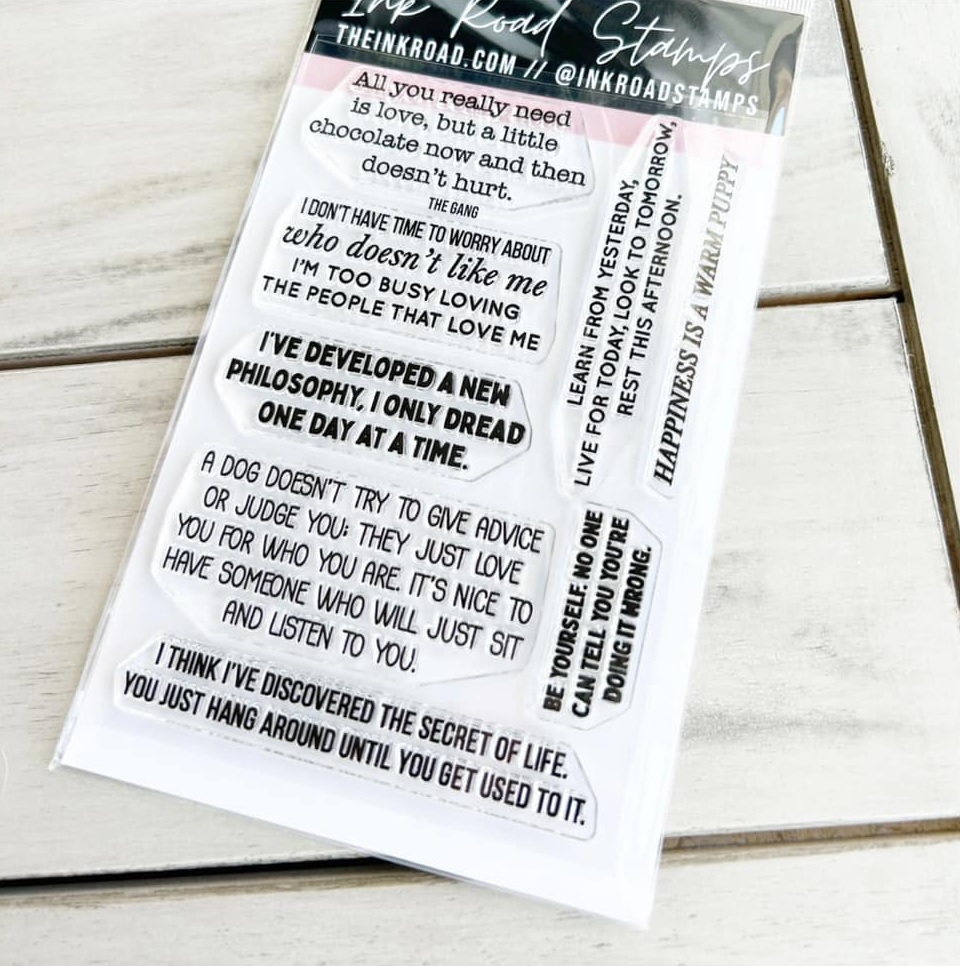 Ink Road Stamps
THEINKROAD.COM // @INKROADSTAMPS
All you really need
is love, but a little
chocolate now and then
doesn't hurt.
THE GANG
I DON'T HAVE TIME TO WORRY ABOUT
who doesn't like me
I'M TOO BUSY LOVING
THE PEOPLE THAT LOVE ME
I'VE DEVELOPED A NEW
PHILOSOPHY, I ONLY DREAD
ONE DAY AT A TIME.
A DOG DOESN'T TRY TO GIVE ADVICE
OR JUDGE YOU; THEY JUST LOVE
YOU FOR WHO YOU ARE. IT'S NICE TO
HAVE SOMEONE WHO WILL JUST SIT
AND LISTEN TO YOU.
I THINK I'VE DISCOVERED THE SECRET OF LIFE.
YOU JUST HANG AROUND UNTIL YOU GET USED TO IT.
LEARN FROM YESTERDAY,
LIVE FOR TODAY, LOOK TO TOMORROW,
REST THIS AFTERNOON.
HAPPINESS IS A WARM PUPPY
BE YOURSELF. NO ONE
CAN TELL YOU YOU'RE
DOING IT WRONG.